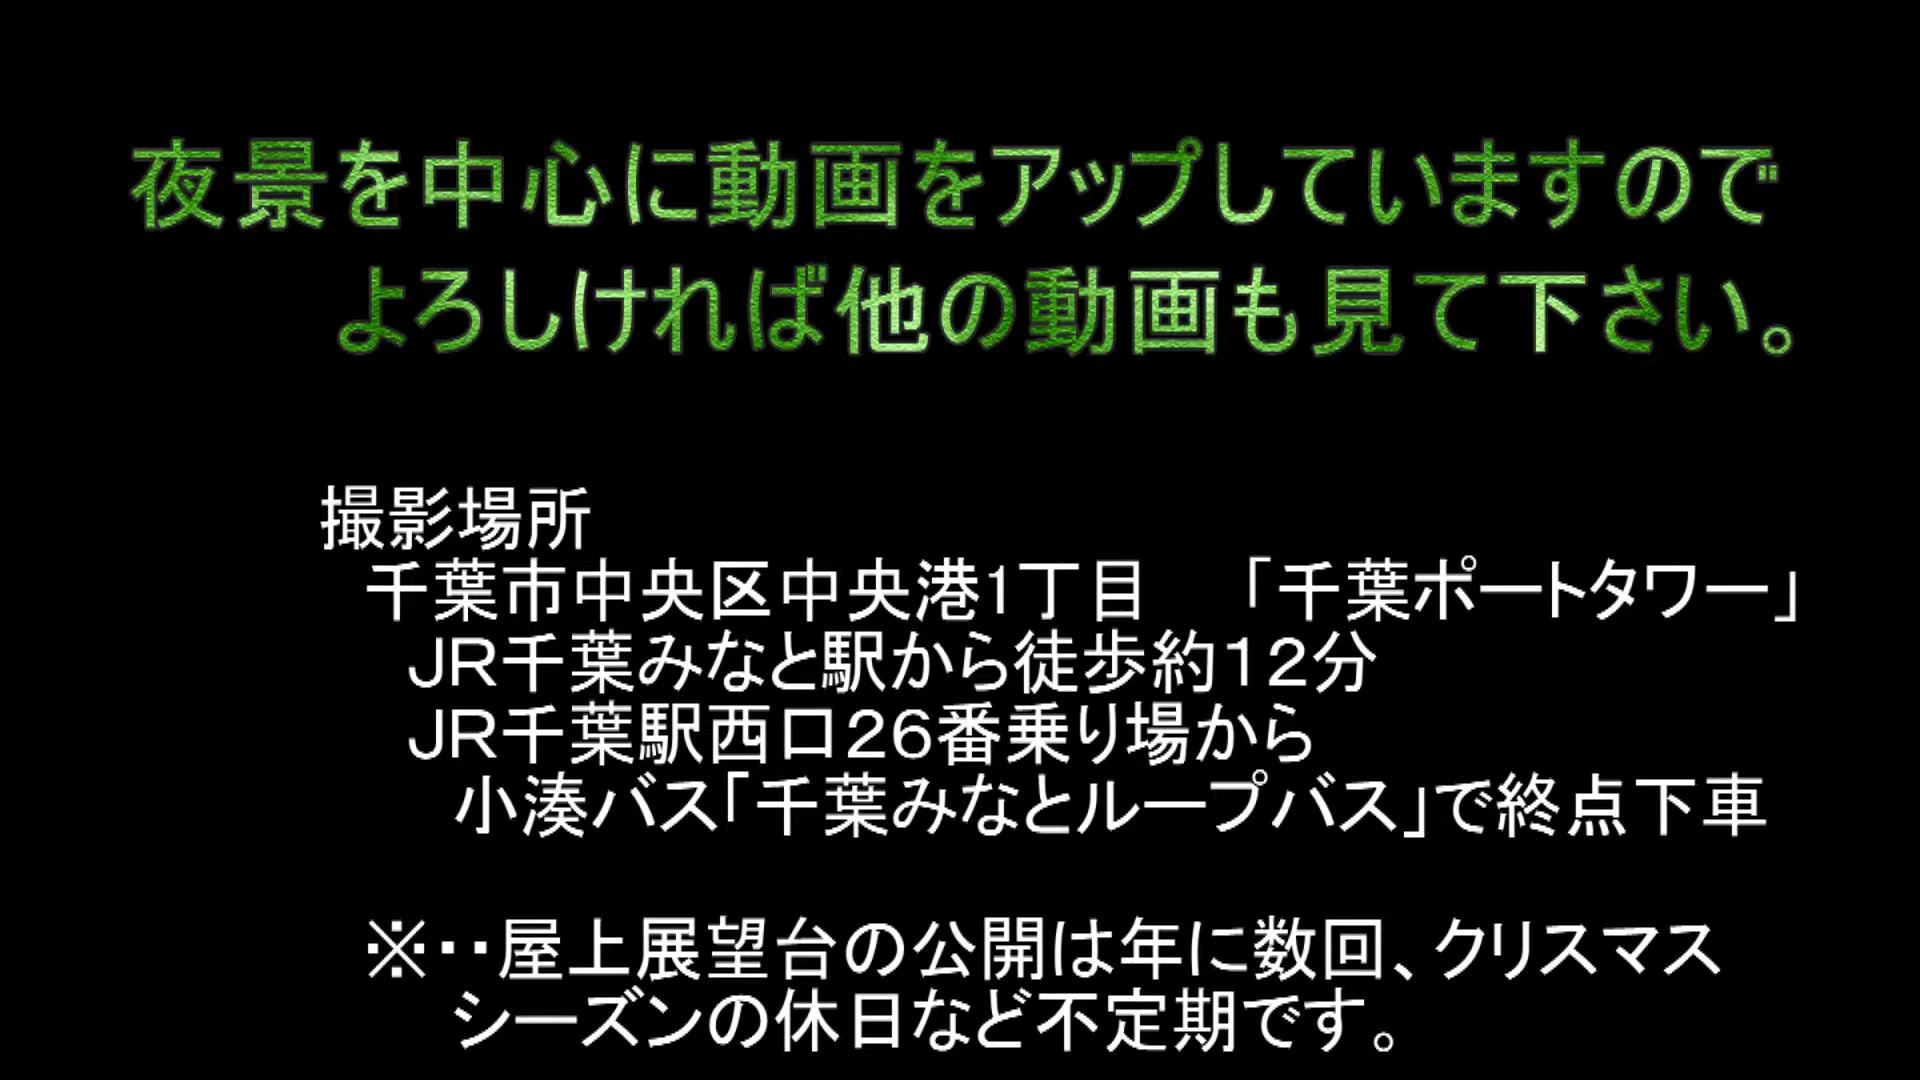 夜景を中心に動画をアップしていますので
よろしければ他の動画も見て下さい。
撮影場所
千葉市中央区中央港1丁目　「千葉ポートタワー」
ＪＲ千葉みなと駅から徒歩約１２分
ＪＲ千葉駅西口２６番乗り場から
小湊バス｢千葉みなとループバス｣で終点下車
※・・屋上展望台の公開は年に数回、クリスマス
シーズンの休日など不定期です。